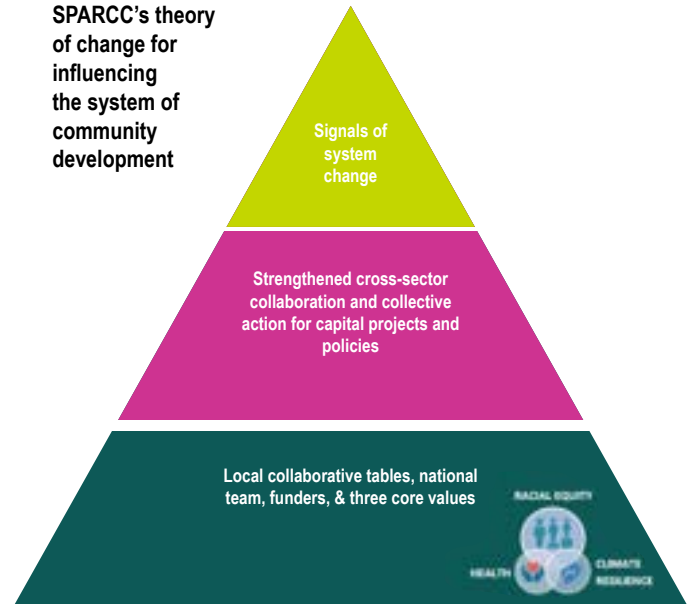 SPARCC’s theory
of change for
influencing
the system of
community
development
Signals of
system
change
Strengthened cross-sector
collaboration and collective
action for capital projects and
policies
Local collaborative tables, national
team, funders, & three core values
RACIAL EQUITY
HEALTH
CLIMATE
RESILIENCE